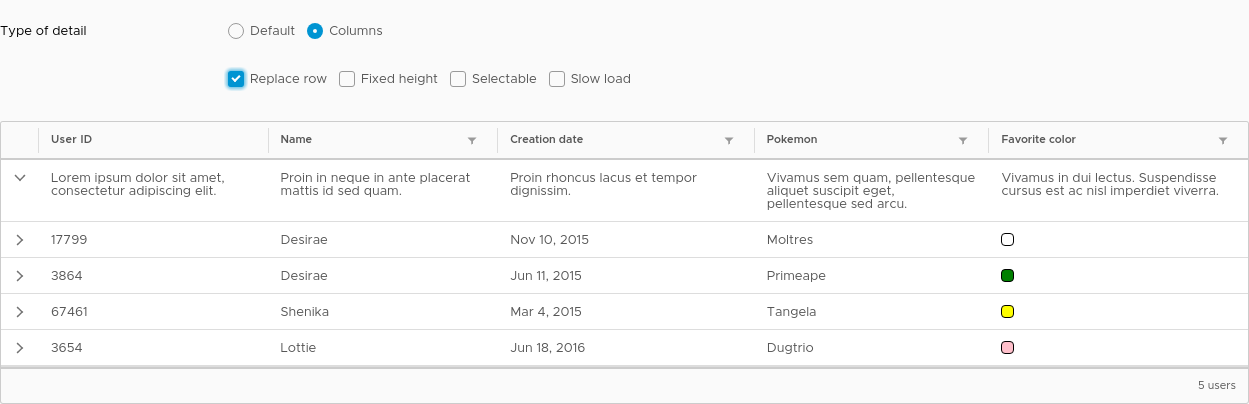 Type of detail Default Columns
Replace row Fixed height Selectable Slow load
User ID Name Creation date Pokemon Favorite color
Lorem ipsum dolor sit amet, consectetur adipiscing elit. Proin in neque in ante placerat mattis id sed quam. Proin rhoncus lacus et tempor dignissim. Vivamus sem quam, pellentesque aliquet suscipit eget, pellentesque sed arcu. Vivamus in dui lectus. Suspendisse cursus est ac nisl imperdiet viverra.
17799 Desirae Nov 10, 2015 Moltres
3864 Desirae Jun 11, 2015 Primeape
67461 Shenika Mar 4, 2015 Tangela
3654 Lottie Jun 18, 2016 Dugtrio
5 users